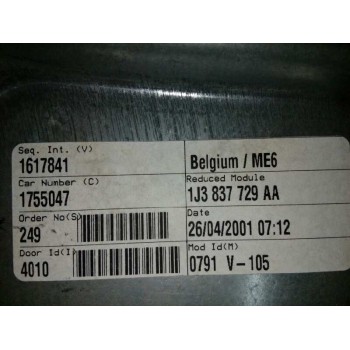 Seq. Int. (V)
1617841
Belgium / ME6
Car Number (C)
1755047
Reduced Module
1J3 837 729 AA
Order No(S)
249
Date
26/04/2001 07:12
Door Id(I)
4010
Mod Id(M)
0791 V-105